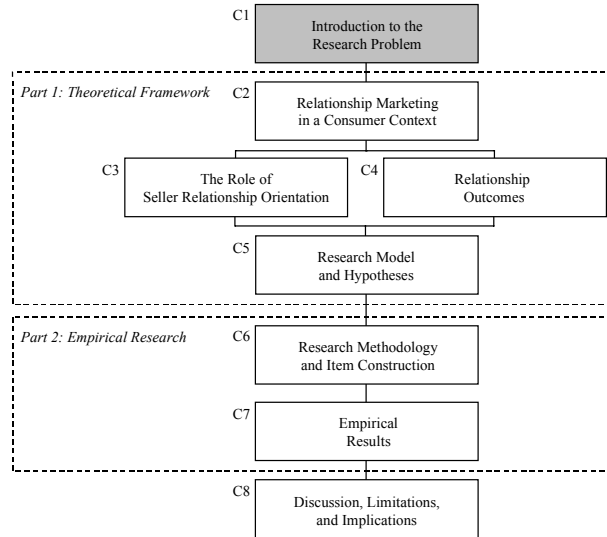 C1
Introduction to the
Research Problem
Part 1: Theoretical Framework
C2
Relationship Marketing
in a Consumer Context
C3
The Role of
Seller Relationship Orientation
C4
Relationship
Outcomes
C5
Research Model
and Hypotheses
Part 2: Empirical Research
C6
Research Methodology
and Item Construction
C7
Empirical
Results
C8
Discussion, Limitations,
and Implications